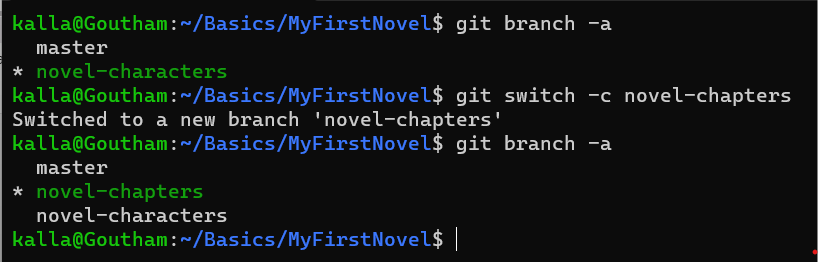 kalla@Goutham:~/Basics/MyFirstNovel$ git branch -a
  master
* novel-characters
kalla@Goutham:~/Basics/MyFirstNovel$ git switch -c novel-chapters
Switched to a new branch 'novel-chapters'
kalla@Goutham:~/Basics/MyFirstNovel$ git branch -a
  master
* novel-chapters
  novel-characters
kalla@Goutham:~/Basics/MyFirstNovel$